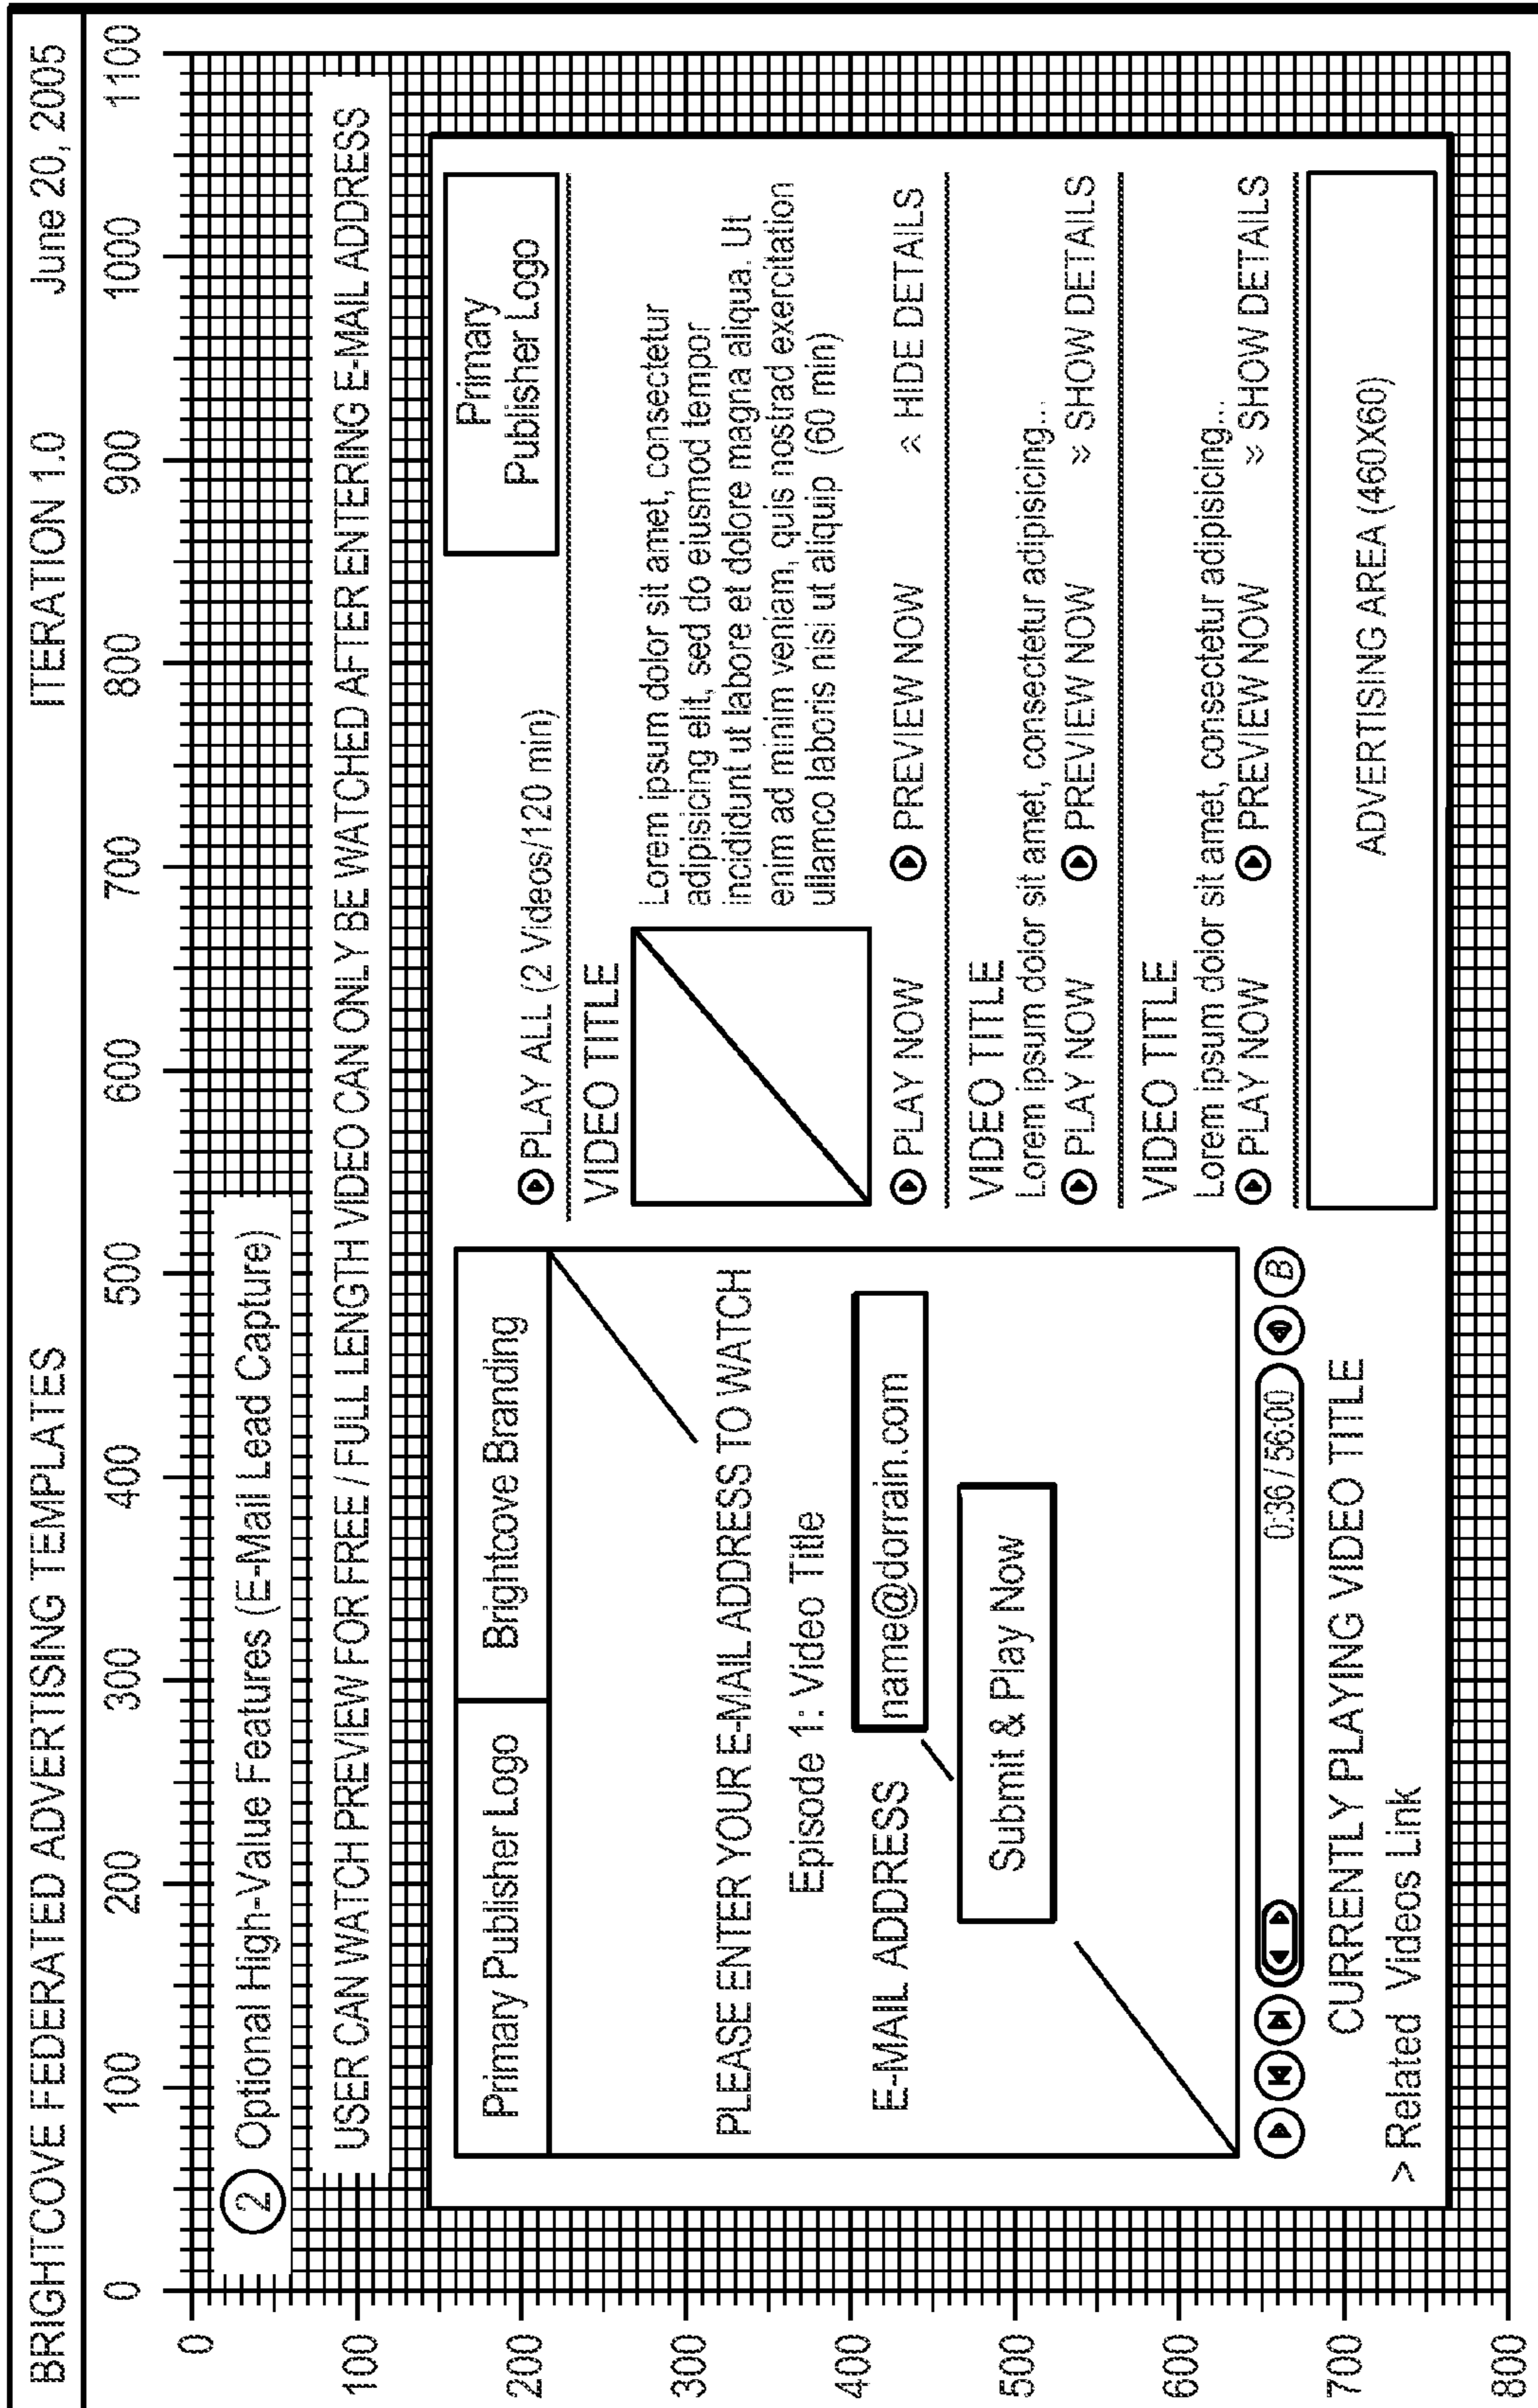 BRIGHTCOVE FEDERATED ADVERTISING TEMPLATES ITERATION 1.0 June 20, 2005
0 100 200 300 400 500 600 700 800 900 1000 1100
0
100
200
300
400
500
600
700
800
2 Optional High-Value Features (E-Mail Lead Capture)
USER CAN WATCH PREVIEW FOR FREE / FULL LENGTH VIDEO CAN ONLY BE WATCHED AFTER ENTERING E-MAIL ADDRESS
Primary Publisher Logo
Brightcove Branding
PLEASE ENTER YOUR E-MAIL ADDRESS TO WATCH
Episode 1: Video Title
E-MAIL ADDRESS
name@dorrain.com
Submit & Play Now
0:36 / 56:00
B
CURRENTLY PLAYING VIDEO TITLE
> Related Videos Link
Primary
Publisher Logo
PLAY ALL (2 Videos/120 min)
VIDEO TITLE
Lorem ipsum dolor sit amet, consectetur
adipisicing elit, sed do eiusmod tempor
incididunt ut labore et dolore magna aliqua. Ut
enim ad minim veniam, quis nostrad exercitation
ullamco laboris nisi ut aliquip (60 min)
PLAY NOW PREVIEW NOW HIDE DETAILS
VIDEO TITLE
Lorem ipsum dolor sit amet, consectetur adipisicing...
PLAY NOW PREVIEW NOW SHOW DETAILS
VIDEO TITLE
Lorem ipsum dolor sit amet, consectetur adipisicing...
PLAY NOW PREVIEW NOW SHOW DETAILS
ADVERTISING AREA (460X60)